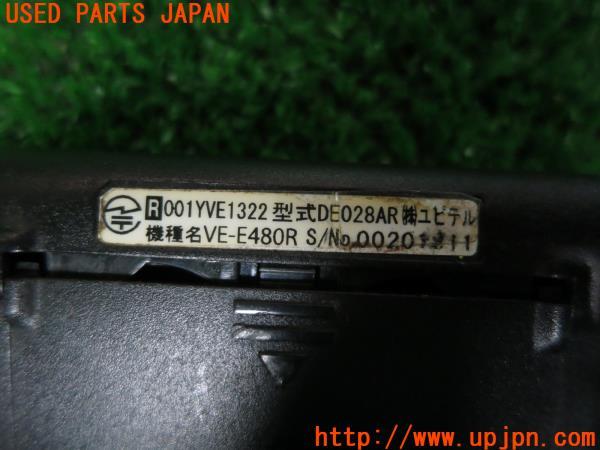 USED PARTS JAPAN
R 001YVE1322 型式DE028AR ㈱ユピテル
機種名VE-E480R S/No.
http://www.upjpn.com/